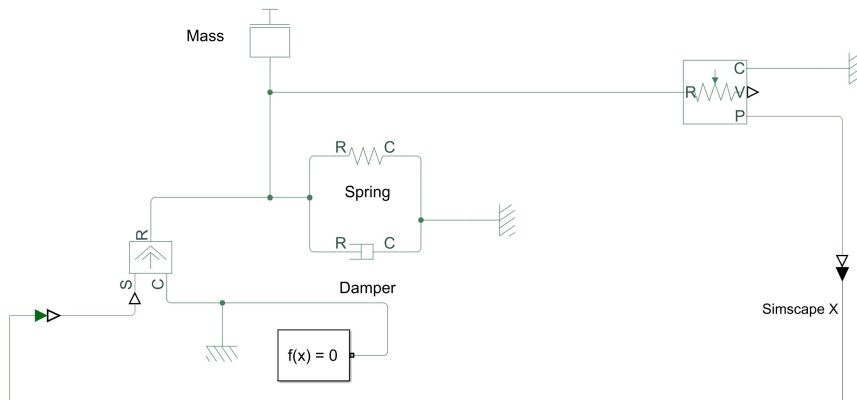 Mass
C
R
V
P
R
C
Spring
R
R
C
S
C
Damper
Simscape X
f(x) = 0